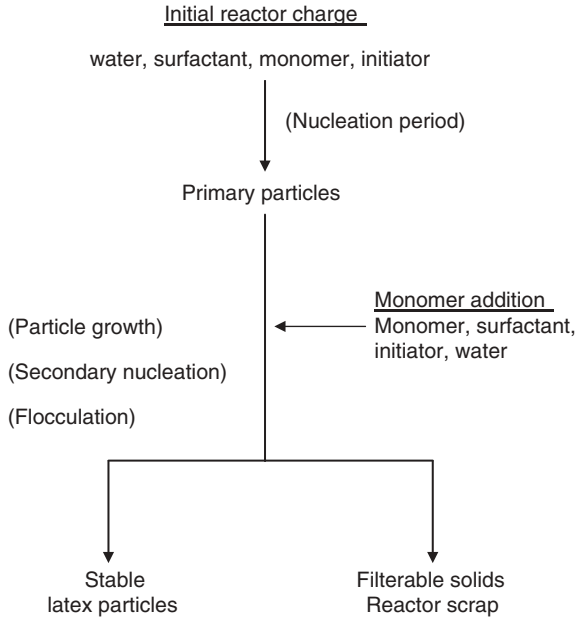 Initial reactor charge
water, surfactant, monomer, initiator
(Nucleation period)
Primary particles
Monomer addition
Monomer, surfactant,
initiator, water
(Particle growth)
(Secondary nucleation)
(Flocculation)
Stable
latex particles
Filterable solids
Reactor scrap